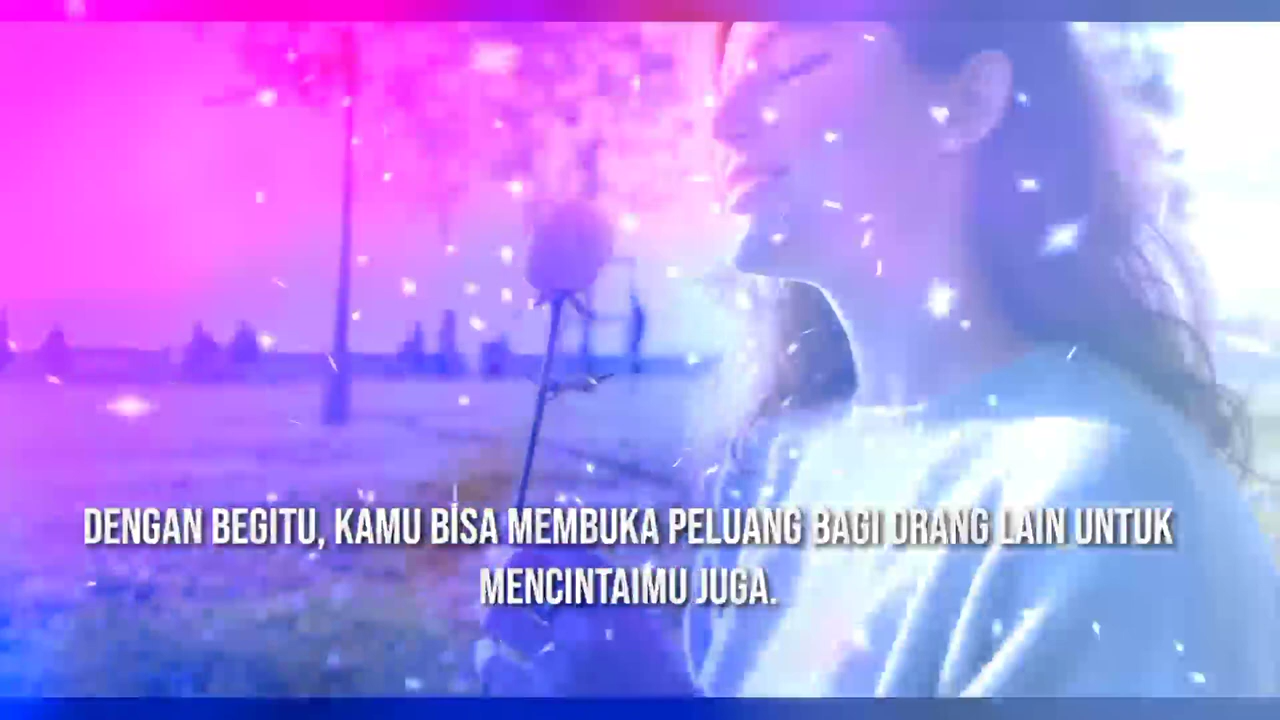 DENGAN BEGITU, KAMU BISA MEMBUKA PELUANG BAGI ORANG LAIN UNTUK
MENCINTAIMU JUGA.